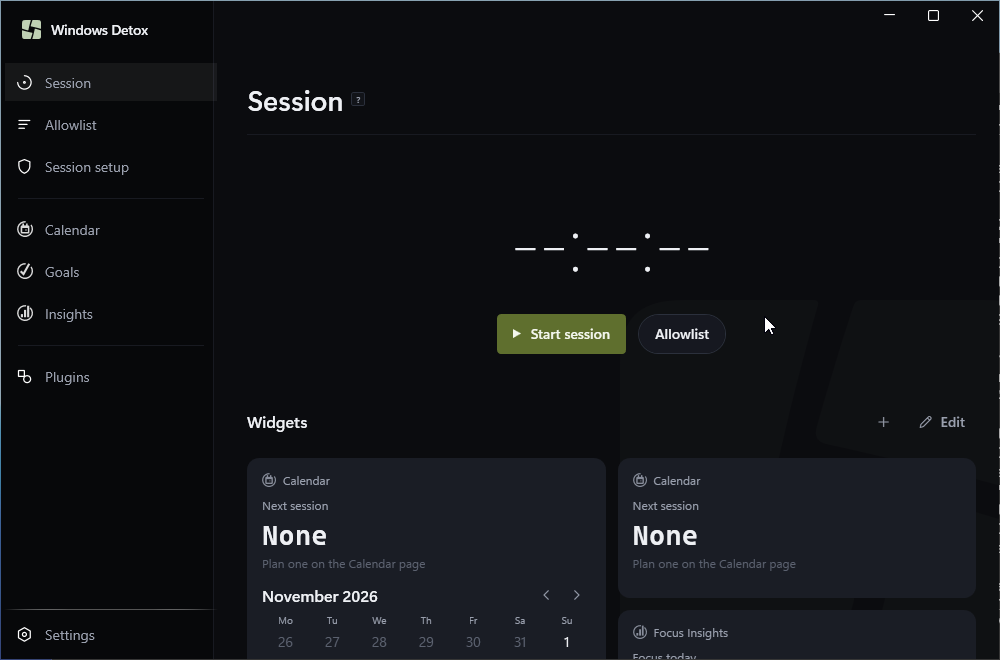 Windows Detox
Session
Allowlist
Session setup
Calendar
Goals
Insights
Plugins
Settings
Session ?
--:--:--
Start session
Allowlist
Widgets
+ Edit
Calendar
Next session
None
Plan one on the Calendar page
November 2026
Mo Tu We Th Fr Sa Su
26 27 28 29 30 31 1
Calendar
Next session
None
Plan one on the Calendar page
Focus Insights
Focus today